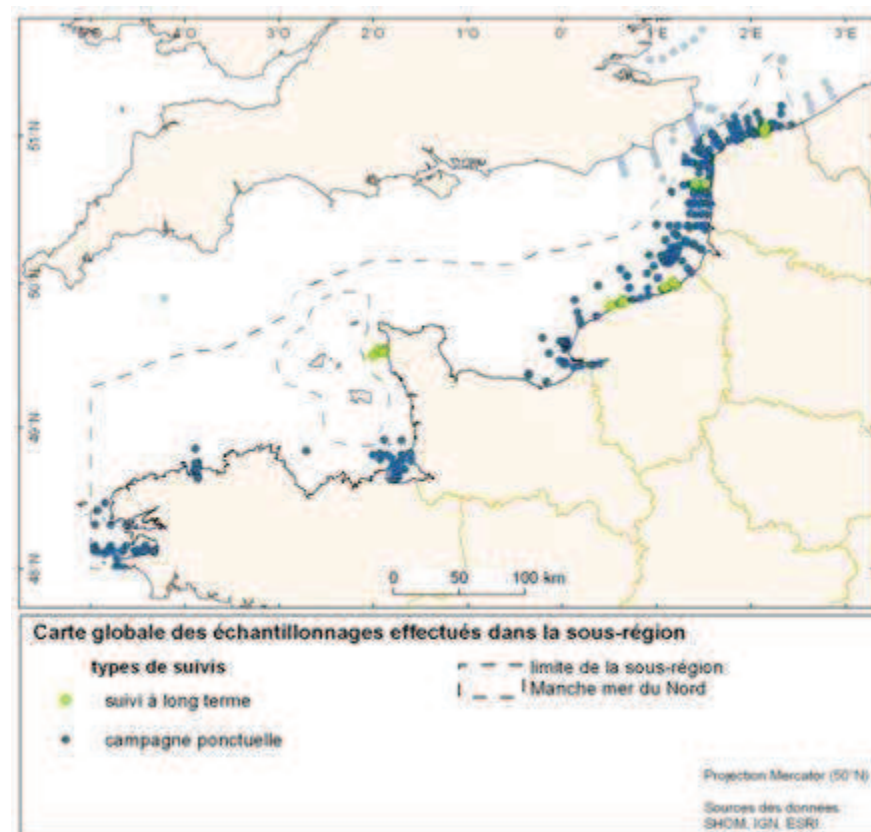 5°O 4°O 3°O 2°O 1°O 0° 1°E 2°E 3°E
51°N
50°N
49°N
48°N
0 50 100 km
Carte globale des échantillonnages effectués dans la sous-région
types de suivis
suivi à long terme
campagne ponctuelle
limite de la sous-région
Manche mer du Nord
Projection Mercator (50°N)
Sources des données
SHOM, IGN, ESRI